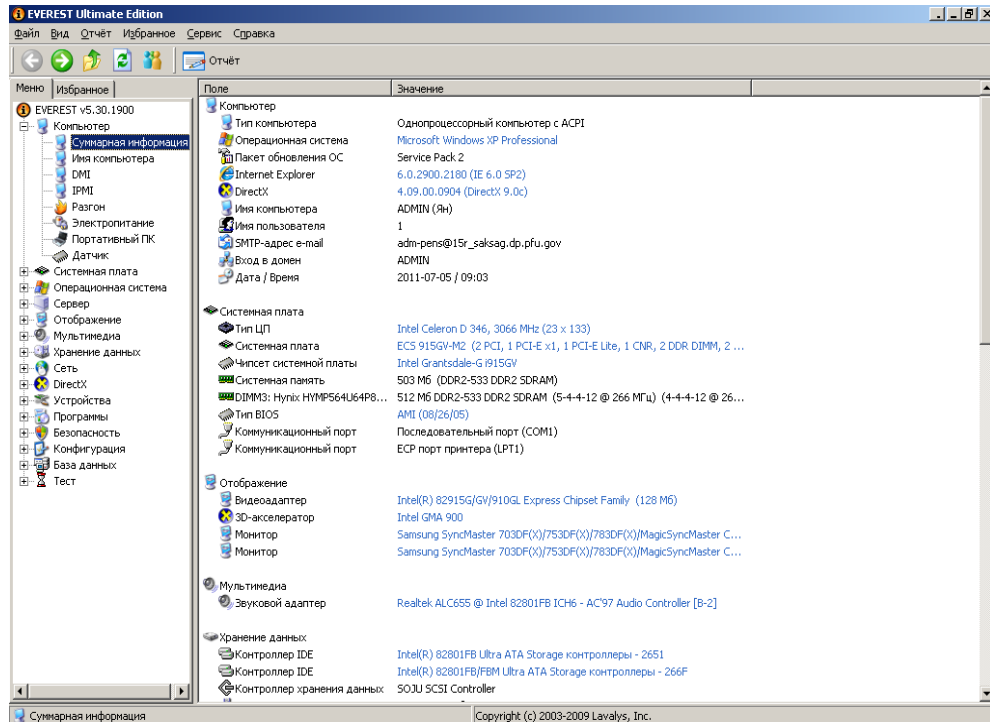 EVEREST Ultimate Edition
Файл Вид Отчёт Избранное Сервис Справка
Отчёт
Меню Избранное
Поле Значение
EVEREST v5.30.1900
Компьютер
Суммарная информация
Имя компьютера
DMI
IPMI
Разгон
Электропитание
Портативный ПК
Датчик
Системная плата
Операционная система
Сервер
Отображение
Мультимедиа
Хранение данных
Сеть
DirectX
Устройства
Программы
Безопасность
Конфигурация
База данных
Тест
Компьютер
Тип компьютера Однопроцессорный компьютер с ACPI
Операционная система Microsoft Windows XP Professional
Пакет обновления ОС Service Pack 2
Internet Explorer 6.0.2900.2180 (IE 6.0 SP2)
DirectX 4.09.00.0904 (DirectX 9.0c)
Имя компьютера ADMIN (Ян)
Имя пользователя 1
SMTP-адрес e-mail adm-pens@15r_saksag.dp.pfu.gov
Вход в домен ADMIN
Дата / Время 2011-07-05 / 09:03
Системная плата
Тип ЦП Intel Celeron D 346, 3066 MHz (23 x 133)
Системная плата ECS 915GV-M2 (2 PCI, 1 PCI-E x1, 1 PCI-E Lite, 1 CNR, 2 DDR DIMM, 2 ...
Чипсет системной платы Intel Grantsdale-G i915GV
Системная память 503 Мб (DDR2-533 DDR2 SDRAM)
DIMM3: Hynix HYMP564U64P8... 512 Мб DDR2-533 DDR2 SDRAM (5-4-4-12 @ 266 МГц) (4-4-4-12 @ 26...
Тип BIOS AMI (08/26/05)
Коммуникационный порт Последовательный порт (COM1)
Коммуникационный порт ECP порт принтера (LPT1)
Отображение
Видеоадаптер Intel(R) 82915G/GV/910GL Express Chipset Family (128 Мб)
3D-акселератор Intel GMA 900
Монитор Samsung SyncMaster 703DF(X)/753DF(X)/783DF(X)/MagicSyncMaster C...
Монитор Samsung SyncMaster 703DF(X)/753DF(X)/783DF(X)/MagicSyncMaster C...
Мультимедиа
Звуковой адаптер Realtek ALC655 @ Intel 82801FB ICH6 - AC'97 Audio Controller [B-2]
Хранение данных
Контроллер IDE Intel(R) 82801FB Ultra ATA Storage контроллеры - 2651
Контроллер IDE Intel(R) 82801FB/FBM Ultra ATA Storage контроллеры - 266F
Контроллер хранения данных SOJU SCSI Controller
Суммарная информация Copyright (c) 2003-2009 Lavalys, Inc.